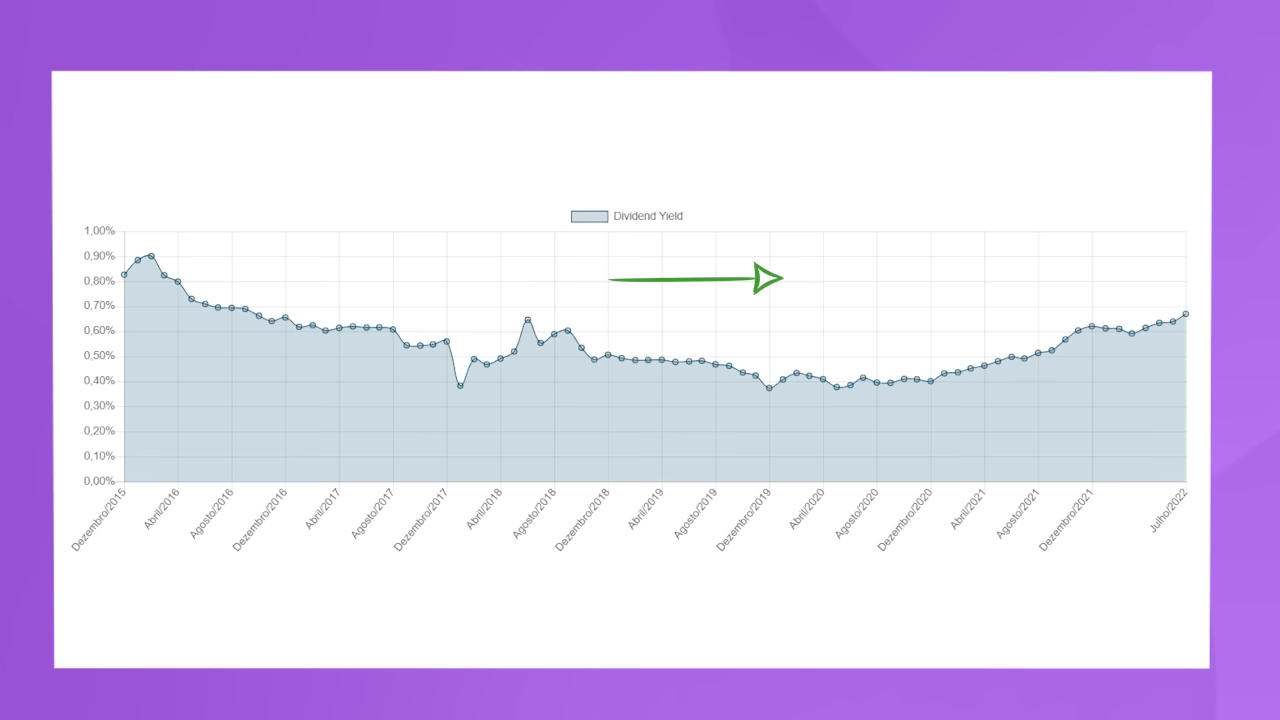 Dividend Yield
1,00%
0,90%
0,80%
0,70%
0,60%
0,50%
0,40%
0,30%
0,20%
0,10%
0,00%
Dezembro/2015
Abril/2016
Agosto/2016
Dezembro/2016
Abril/2017
Agosto/2017
Dezembro/2017
Abril/2018
Agosto/2018
Dezembro/2018
Abril/2019
Agosto/2019
Dezembro/2019
Abril/2020
Agosto/2020
Dezembro/2020
Abril/2021
Agosto/2021
Dezembro/2021
Julho/2022